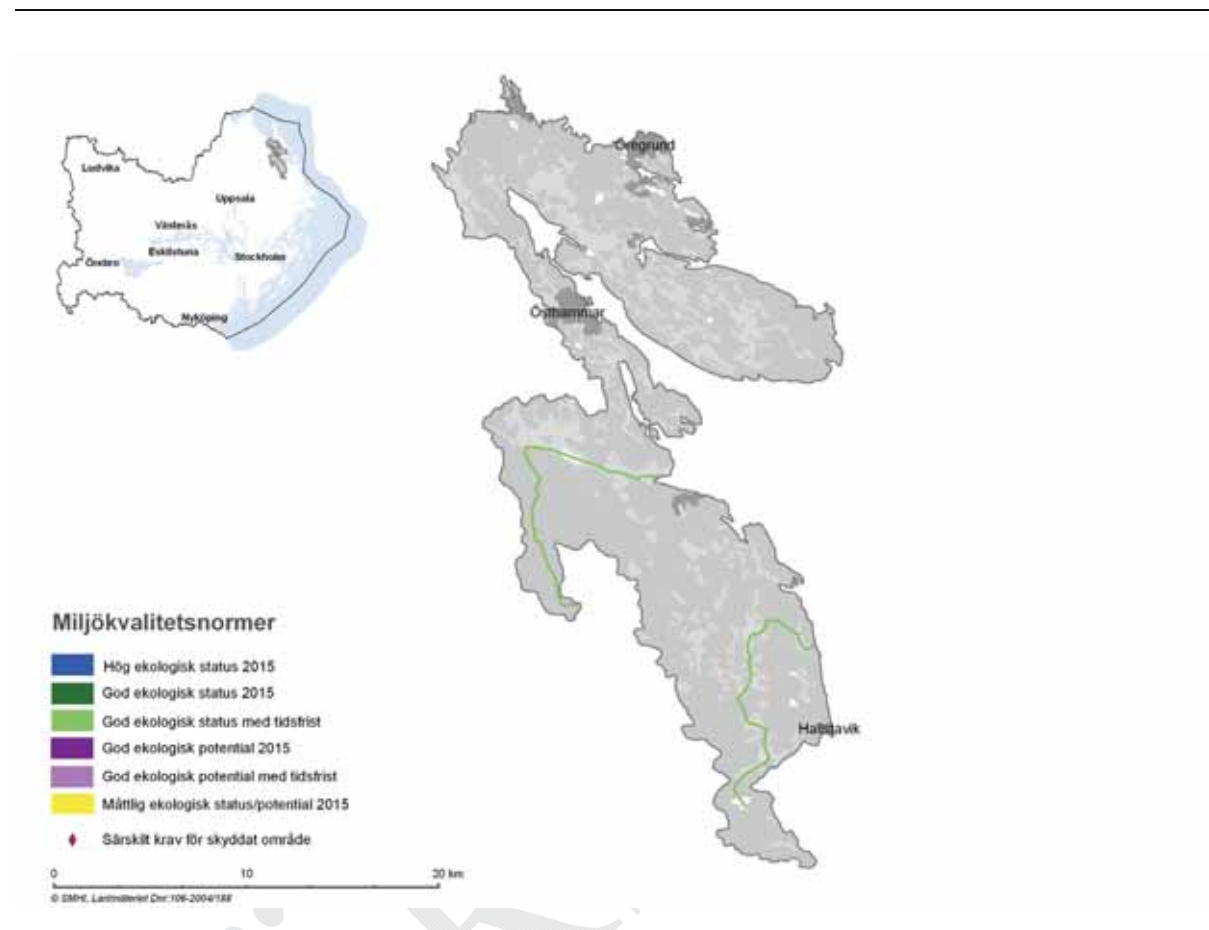 Ludvika
Uppsala
Västerås
Eskilstuna
Stockholm
Örebro
Nyköping
Öregrund
Östhammar
Hallstavik
Miljökvalitetsnormer
Hög ekologisk status 2015
God ekologisk status 2015
God ekologisk status med tidsfrist
God ekologisk potential 2015
God ekologisk potential med tidsfrist
Måttlig ekologisk status/potential 2015
Särskilt krav för skyddat område
0 10 20 km
© SMHI, Lantmäteriet Dnr:106-2004/188